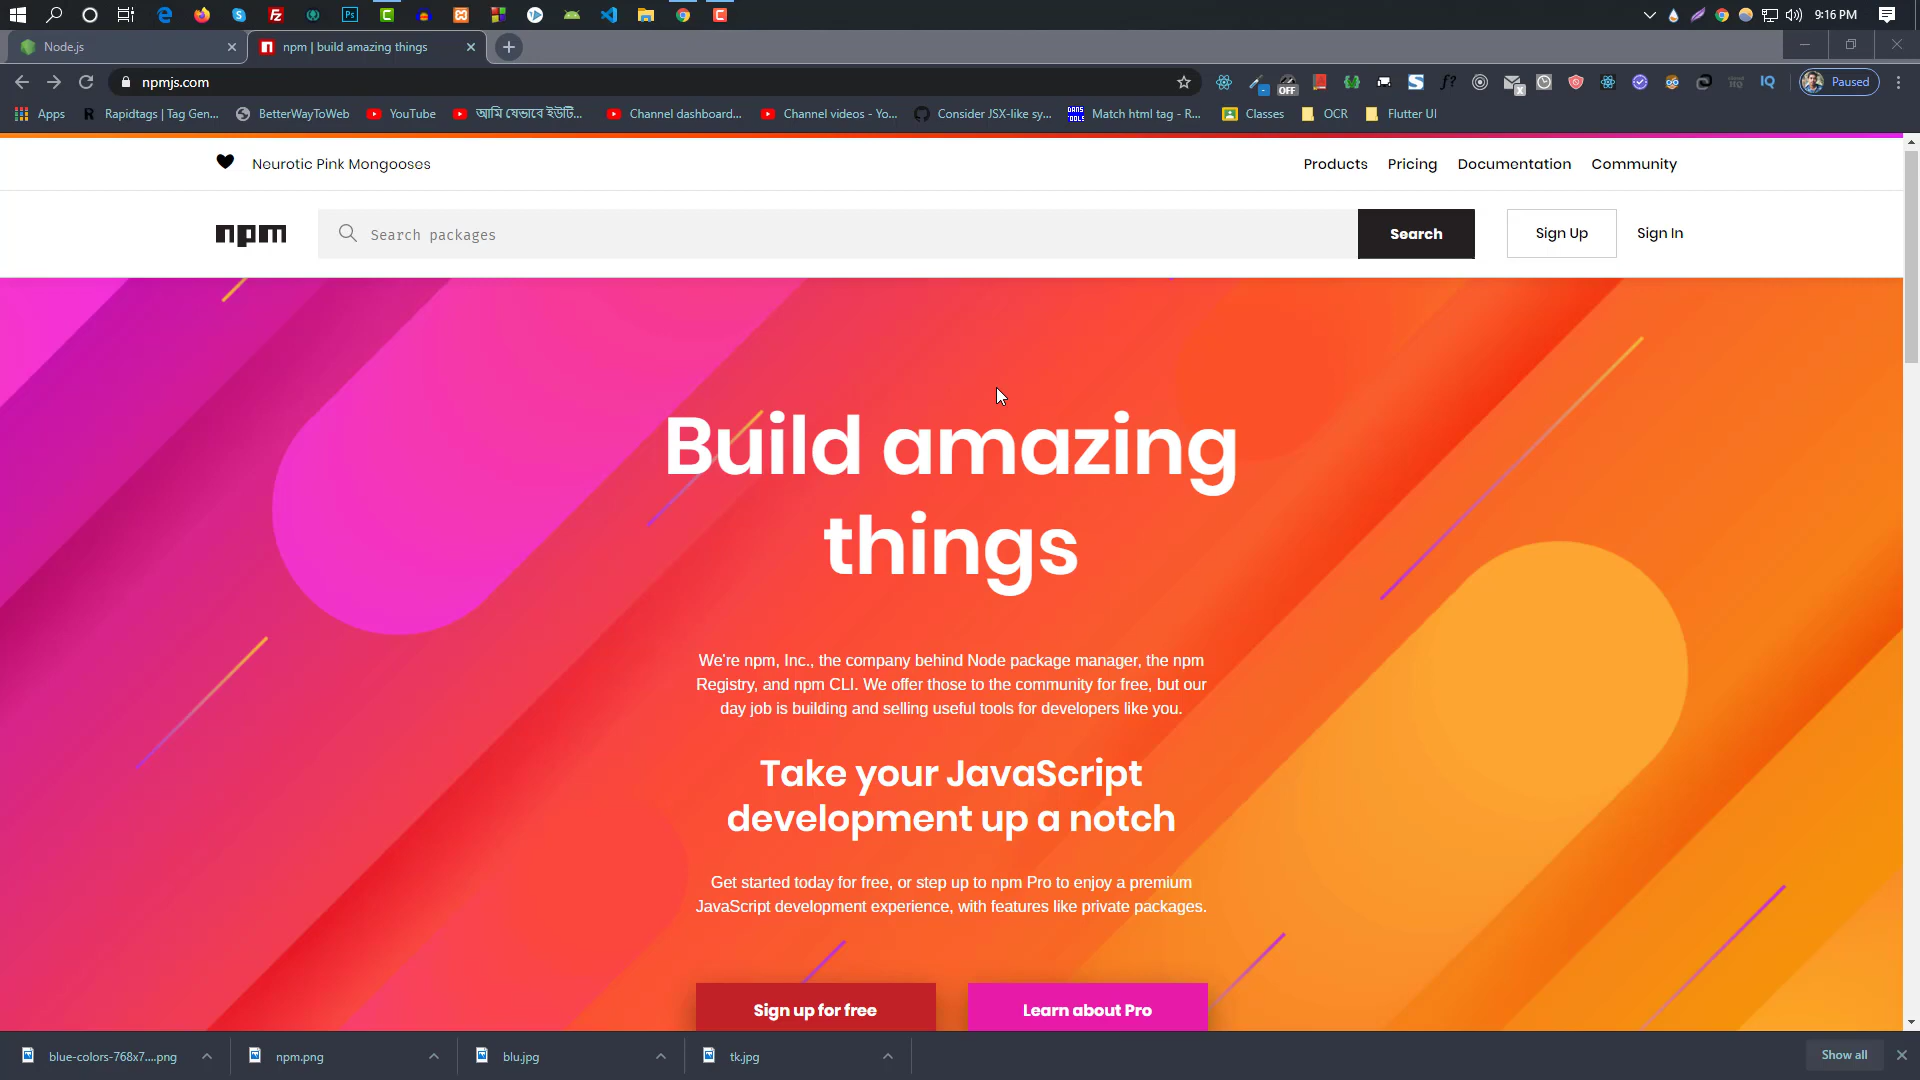 9:16 PM
Node.js
npm | build amazing things
npmjs.com
OFF
IQ
Paused
Apps
Rapidtags | Tag Gen...
BetterWayToWeb
YouTube
আমি যেভাবে ইউটি...
Channel dashboard...
Channel videos - Yo...
Consider JSX-like sy...
Match html tag - R...
Classes
OCR
Flutter UI
Neurotic Pink Mongooses
Products
Pricing
Documentation
Community
npm
Search packages
Search
Sign Up
Sign In
Build amazing
things
We're npm, Inc., the company behind Node package manager, the npm
Registry, and npm CLI. We offer those to the community for free, but our
day job is building and selling useful tools for developers like you.
Take your JavaScript
development up a notch
Get started today for free, or step up to npm Pro to enjoy a premium
JavaScript development experience, with features like private packages.
Sign up for free
Learn about Pro
blue-colors-768x7....png
npm.png
blu.jpg
tk.jpg
Show all